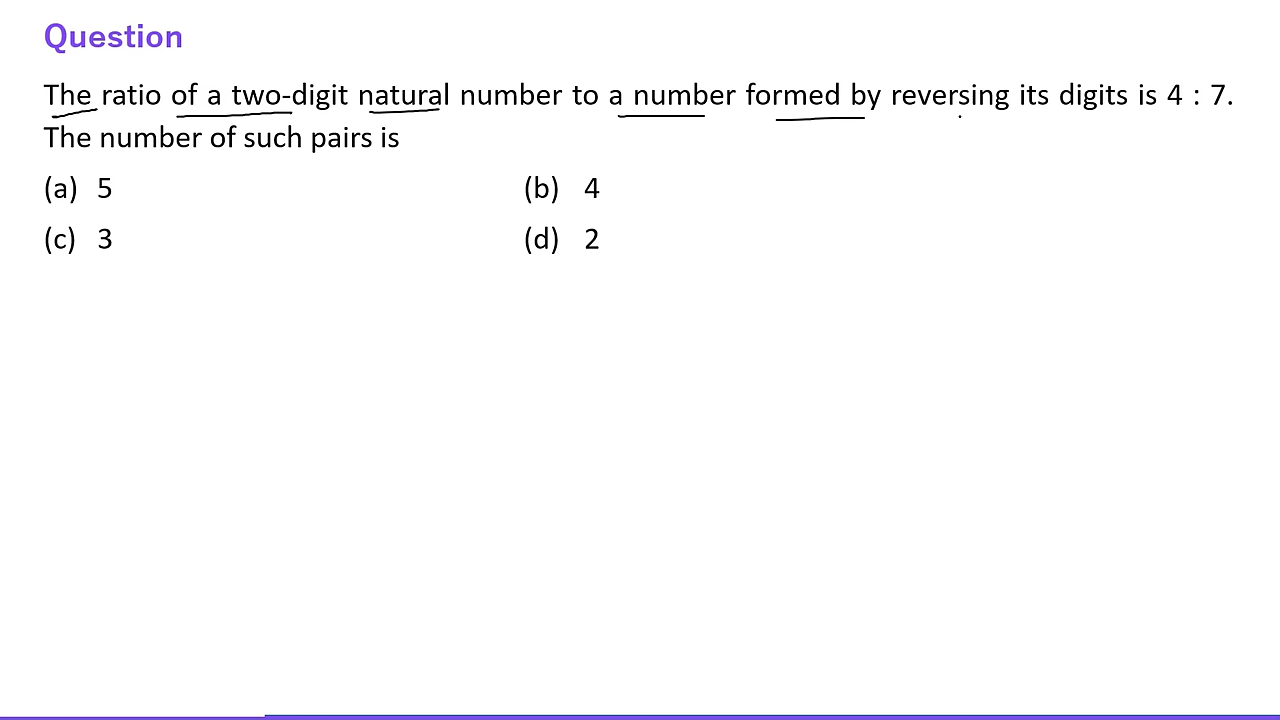 Question
The ratio of a two-digit natural number to a number formed by reversing its digits is 4 : 7.
The number of such pairs is
(a) 5 (b) 4
(c) 3 (d) 2